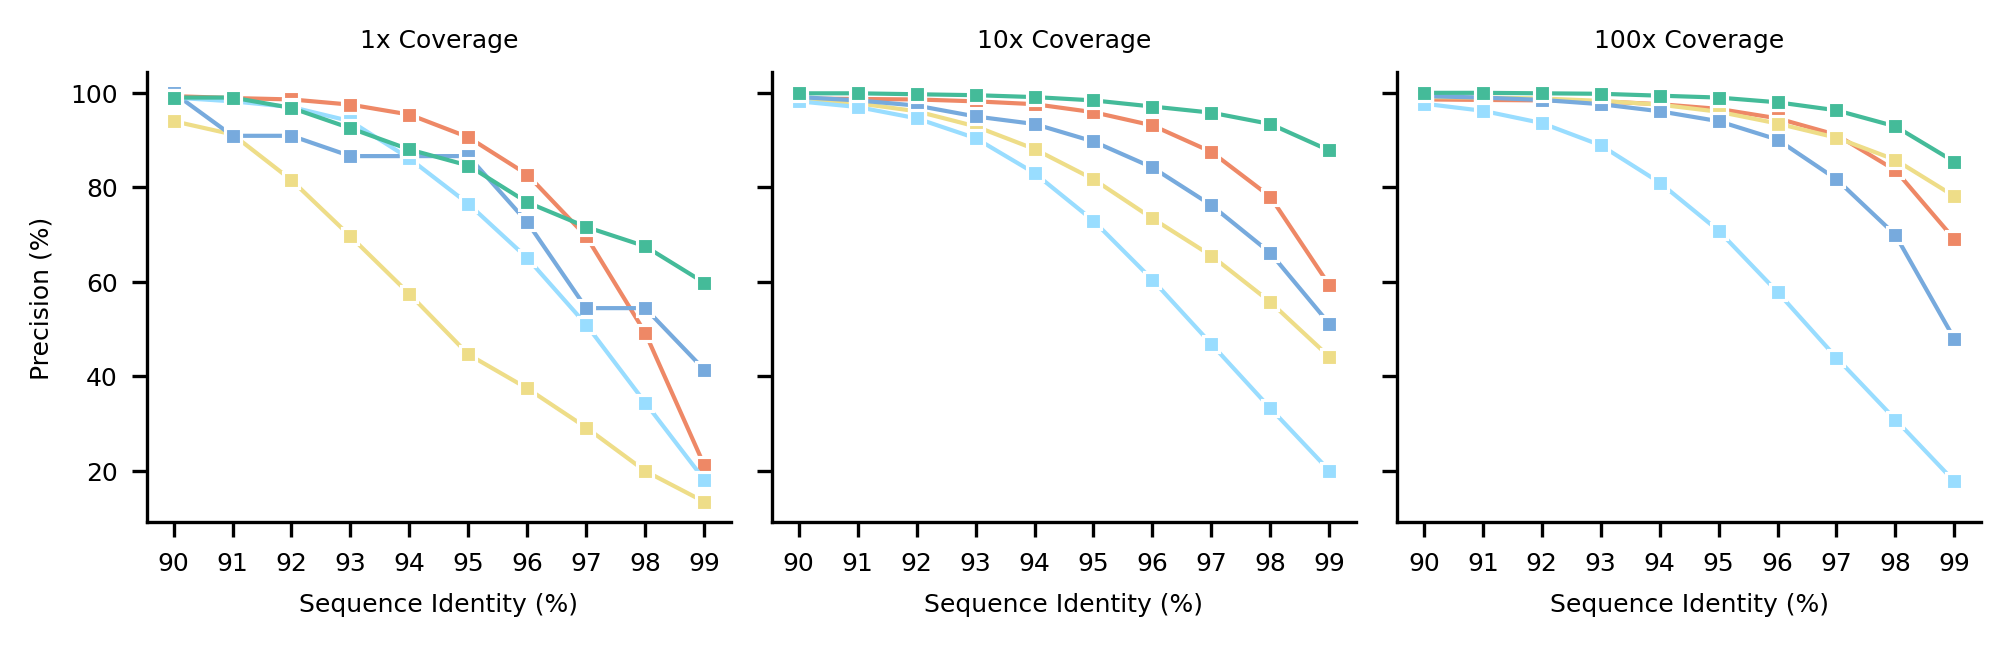 1x Coverage
10x Coverage
100x Coverage
Precision (%)
100
80
60
40
20
90 91 92 93 94 95 96 97 98 99
90 91 92 93 94 95 96 97 98 99
90 91 92 93 94 95 96 97 98 99
Sequence Identity (%)
Sequence Identity (%)
Sequence Identity (%)